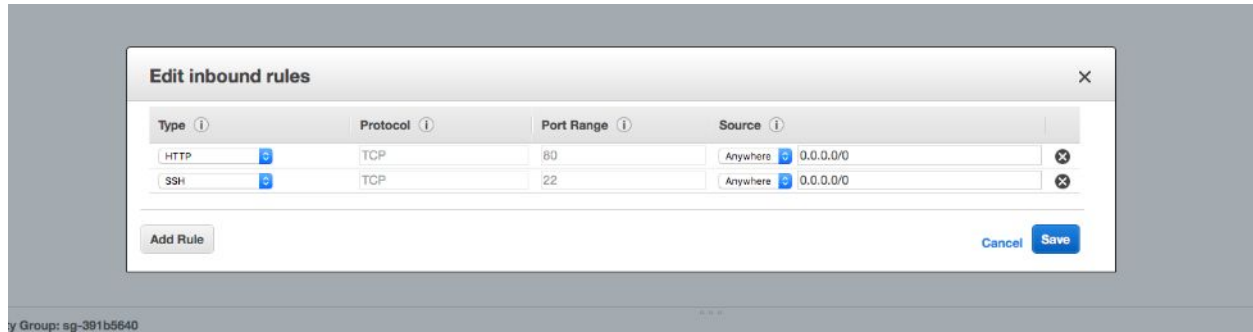 Edit inbound rules
Type Protocol Port Range Source
HTTP TCP 80 Anywhere 0.0.0.0/0
SSH TCP 22 Anywhere 0.0.0.0/0
Add Rule Cancel Save
ty Group: sg-391b5640